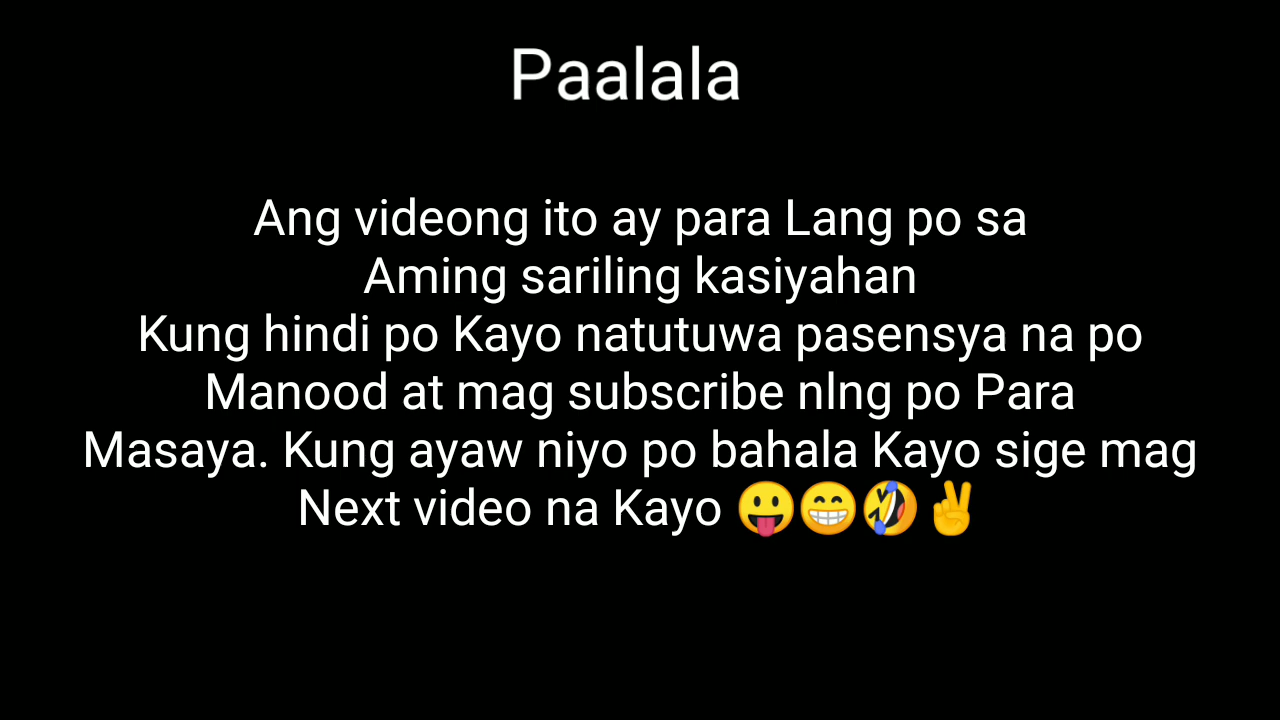 Paalala
Ang videong ito ay para Lang po sa
Aming sariling kasiyahan
Kung hindi po Kayo natutuwa pasensya na po
Manood at mag subscribe nlng po Para
Masaya. Kung ayaw niyo po bahala Kayo sige mag
Next video na Kayo 😛😁🤣✌️